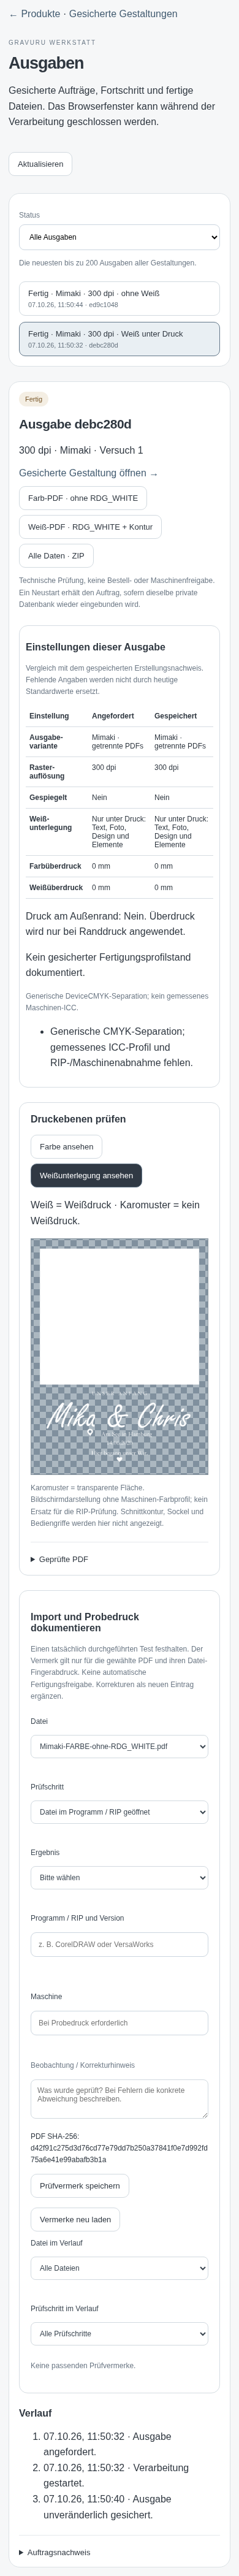 ← Produkte · Gesicherte Gestaltungen
GRAVURU WERKSTATT
Ausgaben
Gesicherte Aufträge, Fortschritt und fertige
Dateien. Das Browserfenster kann während der
Verarbeitung geschlossen werden.
Aktualisieren
Status
Alle Ausgaben
Die neuesten bis zu 200 Ausgaben aller Gestaltungen.
Fertig · Mimaki · 300 dpi · ohne Weiß
07.10.26, 11:50:44 · ed9c1048
Fertig · Mimaki · 300 dpi · Weiß unter Druck
07.10.26, 11:50:32 · debc280d
Fertig
Ausgabe debc280d
300 dpi · Mimaki · Versuch 1
Gesicherte Gestaltung öffnen →
Farb-PDF · ohne RDG_WHITE
Weiß-PDF · RDG_WHITE + Kontur
Alle Daten · ZIP
Technische Prüfung, keine Bestell- oder Maschinenfreigabe.
Ein Neustart erhält den Auftrag, sofern dieselbe private
Datenbank wieder eingebunden wird.
Einstellungen dieser Ausgabe
Vergleich mit dem gespeicherten Erstellungsnachweis.
Fehlende Angaben werden nicht durch heutige
Standardwerte ersetzt.
Einstellung Angefordert Gespeichert
Ausgabe-
variante
Mimaki ·
getrennte PDFs
Mimaki ·
getrennte PDFs
Raster-
auflösung
300 dpi 300 dpi
Gespiegelt Nein Nein
Weiß-
unterlegung
Nur unter Druck:
Text, Foto,
Design und
Elemente
Nur unter Druck:
Text, Foto,
Design und
Elemente
Farbüberdruck 0 mm 0 mm
Weißüberdruck 0 mm 0 mm
Druck am Außenrand: Nein. Überdruck
wird nur bei Randdruck angewendet.
Kein gesicherter Fertigungsprofilstand
dokumentiert.
Generische DeviceCMYK-Separation; kein gemessenes
Maschinen-ICC.
• Generische CMYK-Separation;
gemessenes ICC-Profil und
RIP-/Maschinenabnahme fehlen.
Druckebenen prüfen
Farbe ansehen
Weißunterlegung ansehen
Weiß = Weißdruck · Karomuster = kein
Weißdruck.
Mika & Chris
Karomuster = transparente Fläche.
Bildschirmdarstellung ohne Maschinen-Farbprofil; kein
Ersatz für die RIP-Prüfung. Schnittkontur, Sockel und
Bediengriffe werden hier nicht angezeigt.
▶ Geprüfte PDF
Import und Probedruck
dokumentieren
Einen tatsächlich durchgeführten Test festhalten. Der
Vermerk gilt nur für die gewählte PDF und ihren Datei-
Fingerabdruck. Keine automatische
Fertigungsfreigabe. Korrekturen als neuen Eintrag
ergänzen.
Datei
Mimaki-FARBE-ohne-RDG_WHITE.pdf
Prüfschritt
Datei im Programm / RIP geöffnet
Ergebnis
Bitte wählen
Programm / RIP und Version
z. B. CorelDRAW oder VersaWorks
Maschine
Bei Probedruck erforderlich
Beobachtung / Korrekturhinweis
Was wurde geprüft? Bei Fehlern die konkrete
Abweichung beschreiben.
PDF SHA-256:
d42f91c275d3d76cd77e79dd7b250a37841f0e7d992fd
75a6e41e99abafb3b1a
Prüfvermerk speichern
Vermerke neu laden
Datei im Verlauf
Alle Dateien
Prüfschritt im Verlauf
Alle Prüfschritte
Keine passenden Prüfvermerke.
Verlauf
1. 07.10.26, 11:50:32 · Ausgabe
angefordert.
2. 07.10.26, 11:50:32 · Verarbeitung
gestartet.
3. 07.10.26, 11:50:40 · Ausgabe
unveränderlich gesichert.
▶ Auftragsnachweis